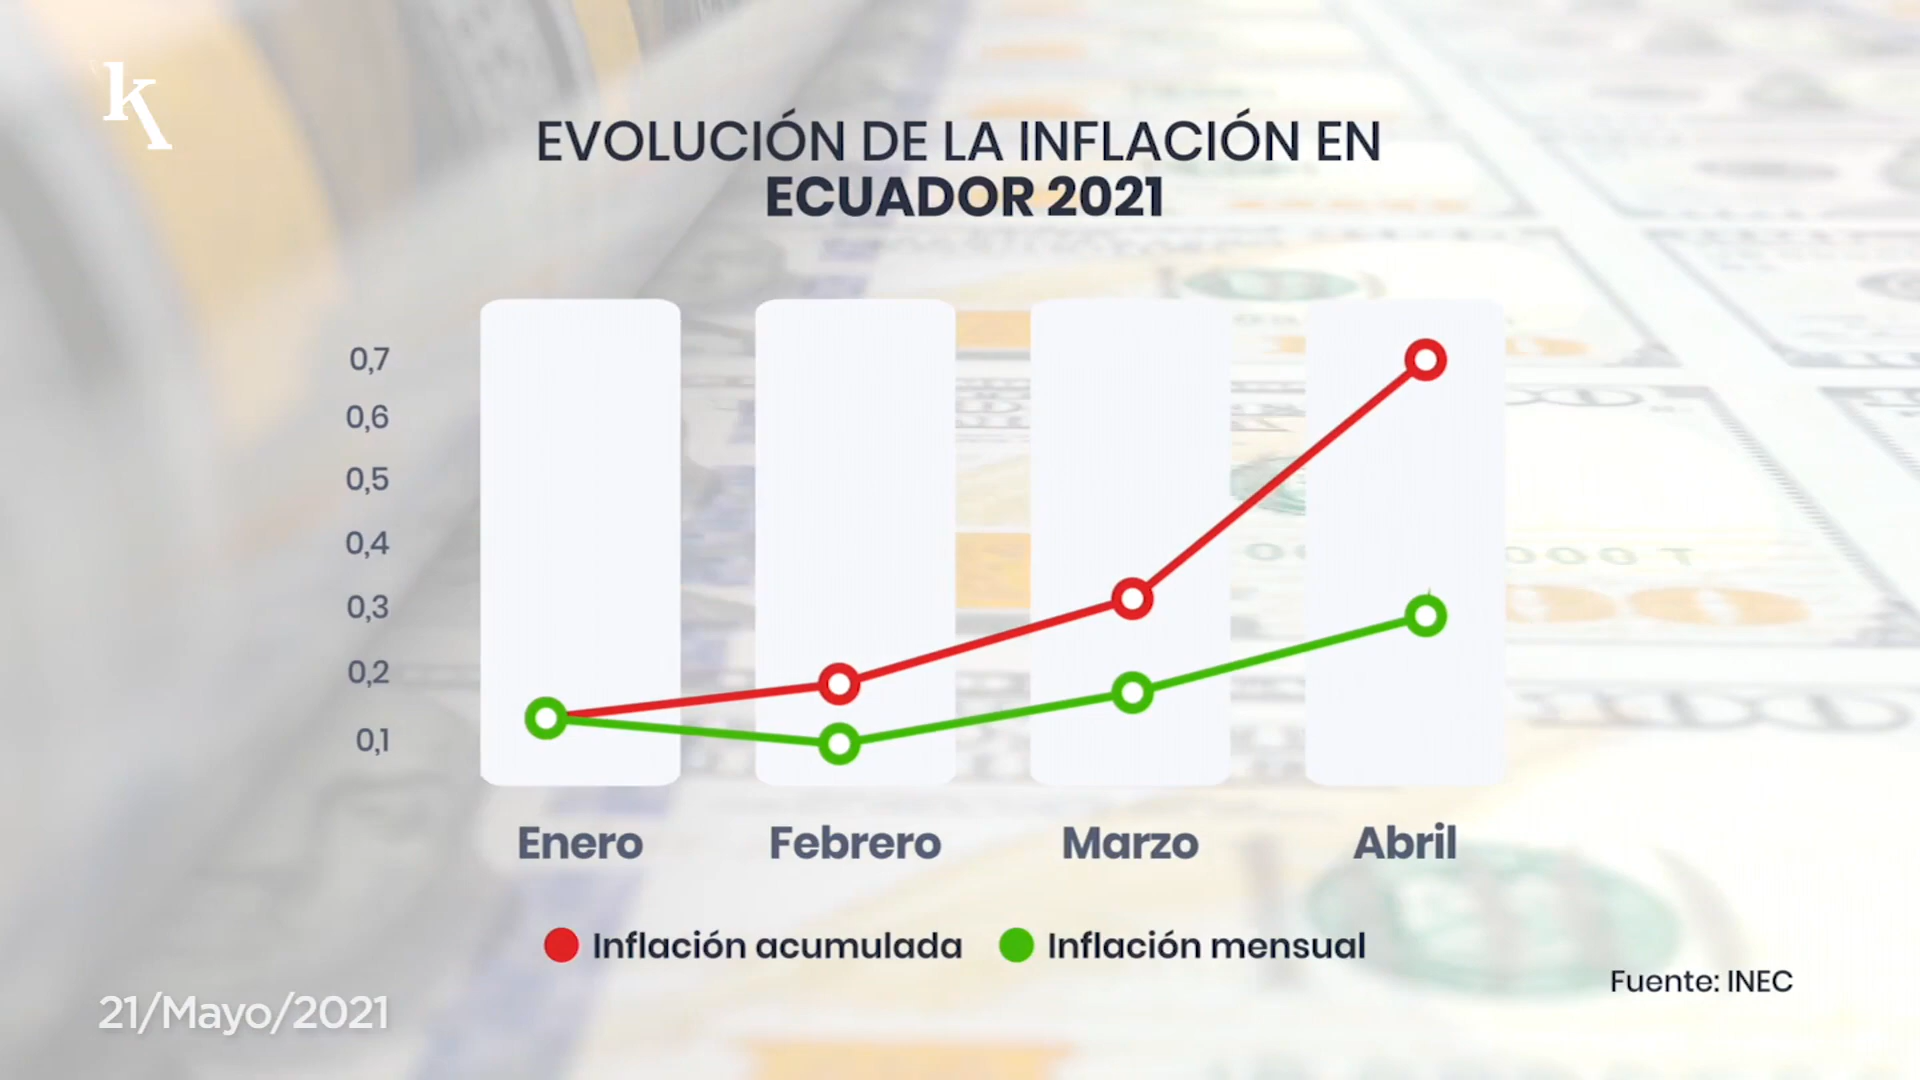 k
EVOLUCIÓN DE LA INFLACIÓN EN
ECUADOR 2021
0,7
0,6
0,5
0,4
0,3
0,2
0,1
Enero Febrero Marzo Abril
Inflación acumulada Inflación mensual
Fuente: INEC
21/Mayo/2021